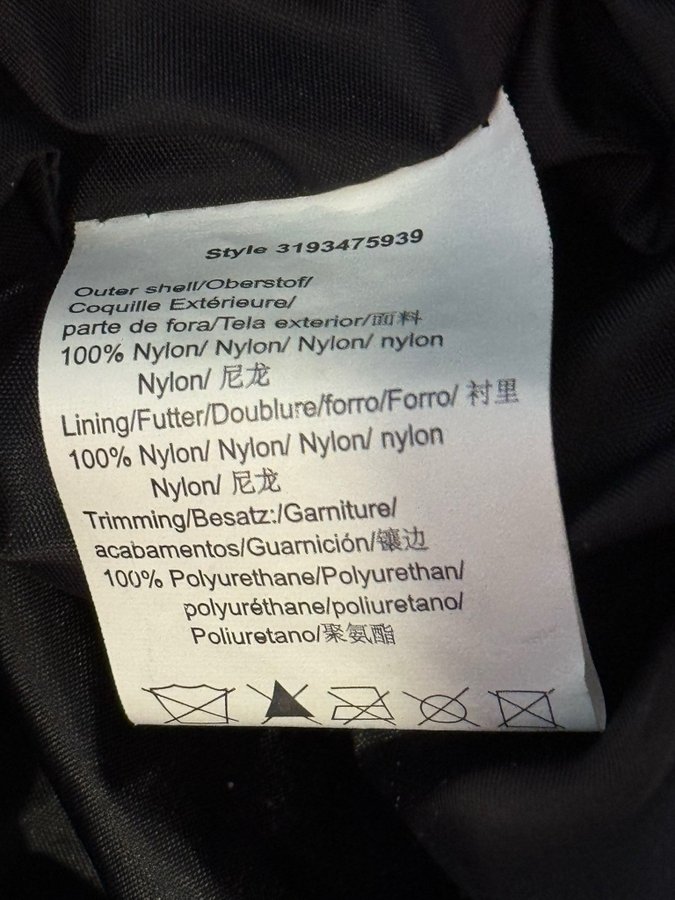 Style 3193475939
Outer shell/Oberstof/
Coquille Extérieure/
parte de fora/Tela exterior/面料
100% Nylon/ Nylon/ Nylon/ nylon
Nylon/ 尼龙
Lining/Futter/Doublure/forro/Forro/ 衬里
100% Nylon/ Nylon/ Nylon/ nylon
Nylon/ 尼龙
Trimming/Besatz:/Garniture/
acabamentos/Guarnición/镶边
100% Polyurethane/Polyurethan/
polyuréthane/poliuretano/
Poliuretano/聚氨酯